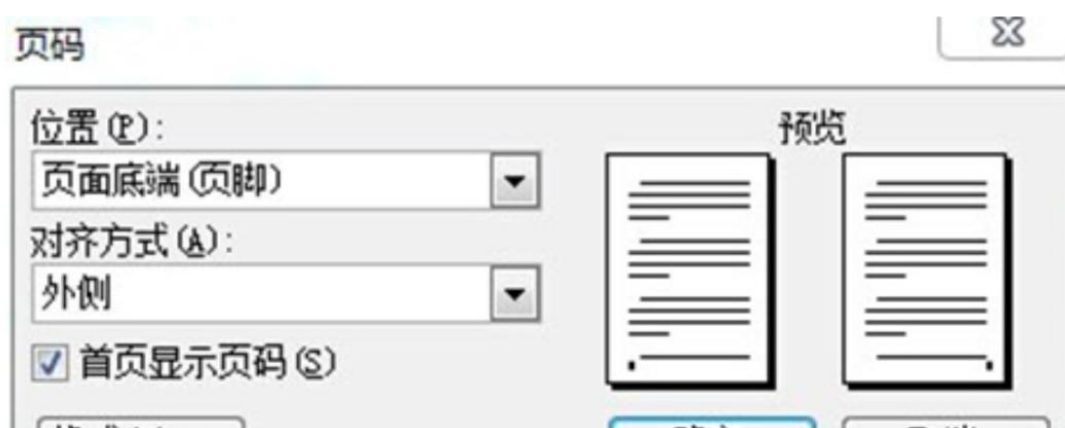 页码
位置(P):
预览
页面底端(页脚)
对齐方式(A):
外侧
首页显示页码(S)